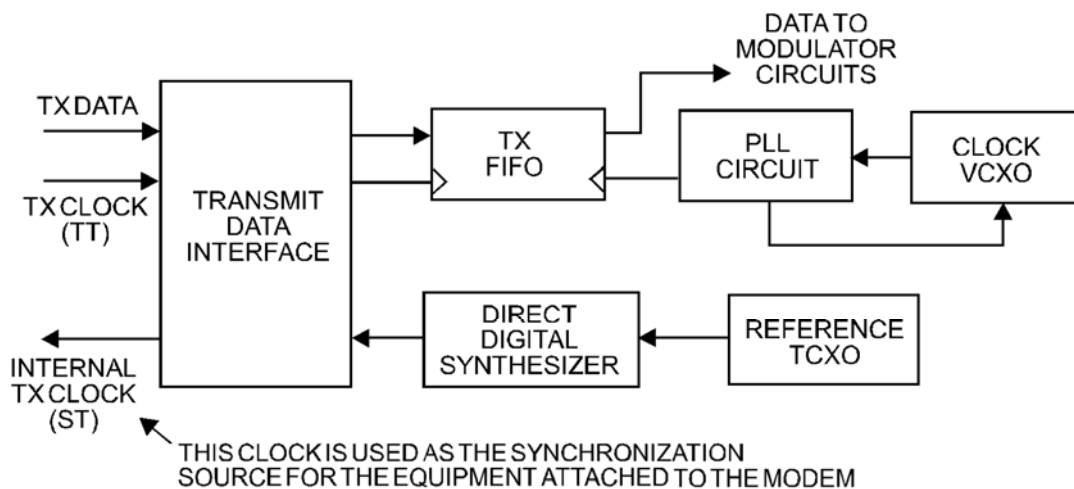 DATA TO
MODULATOR
CIRCUITS
TX DATA
TX CLOCK
(TT)
TRANSMIT
DATA
INTERFACE
TX
FIFO
PLL
CIRCUIT
CLOCK
VCXO
DIRECT
DIGITAL
SYNTHESIZER
REFERENCE
TCXO
INTERNAL
TX CLOCK
(ST)
THIS CLOCK IS USED AS THE SYNCHRONIZATION
SOURCE FOR THE EQUIPMENT ATTACHED TO THE MODEM